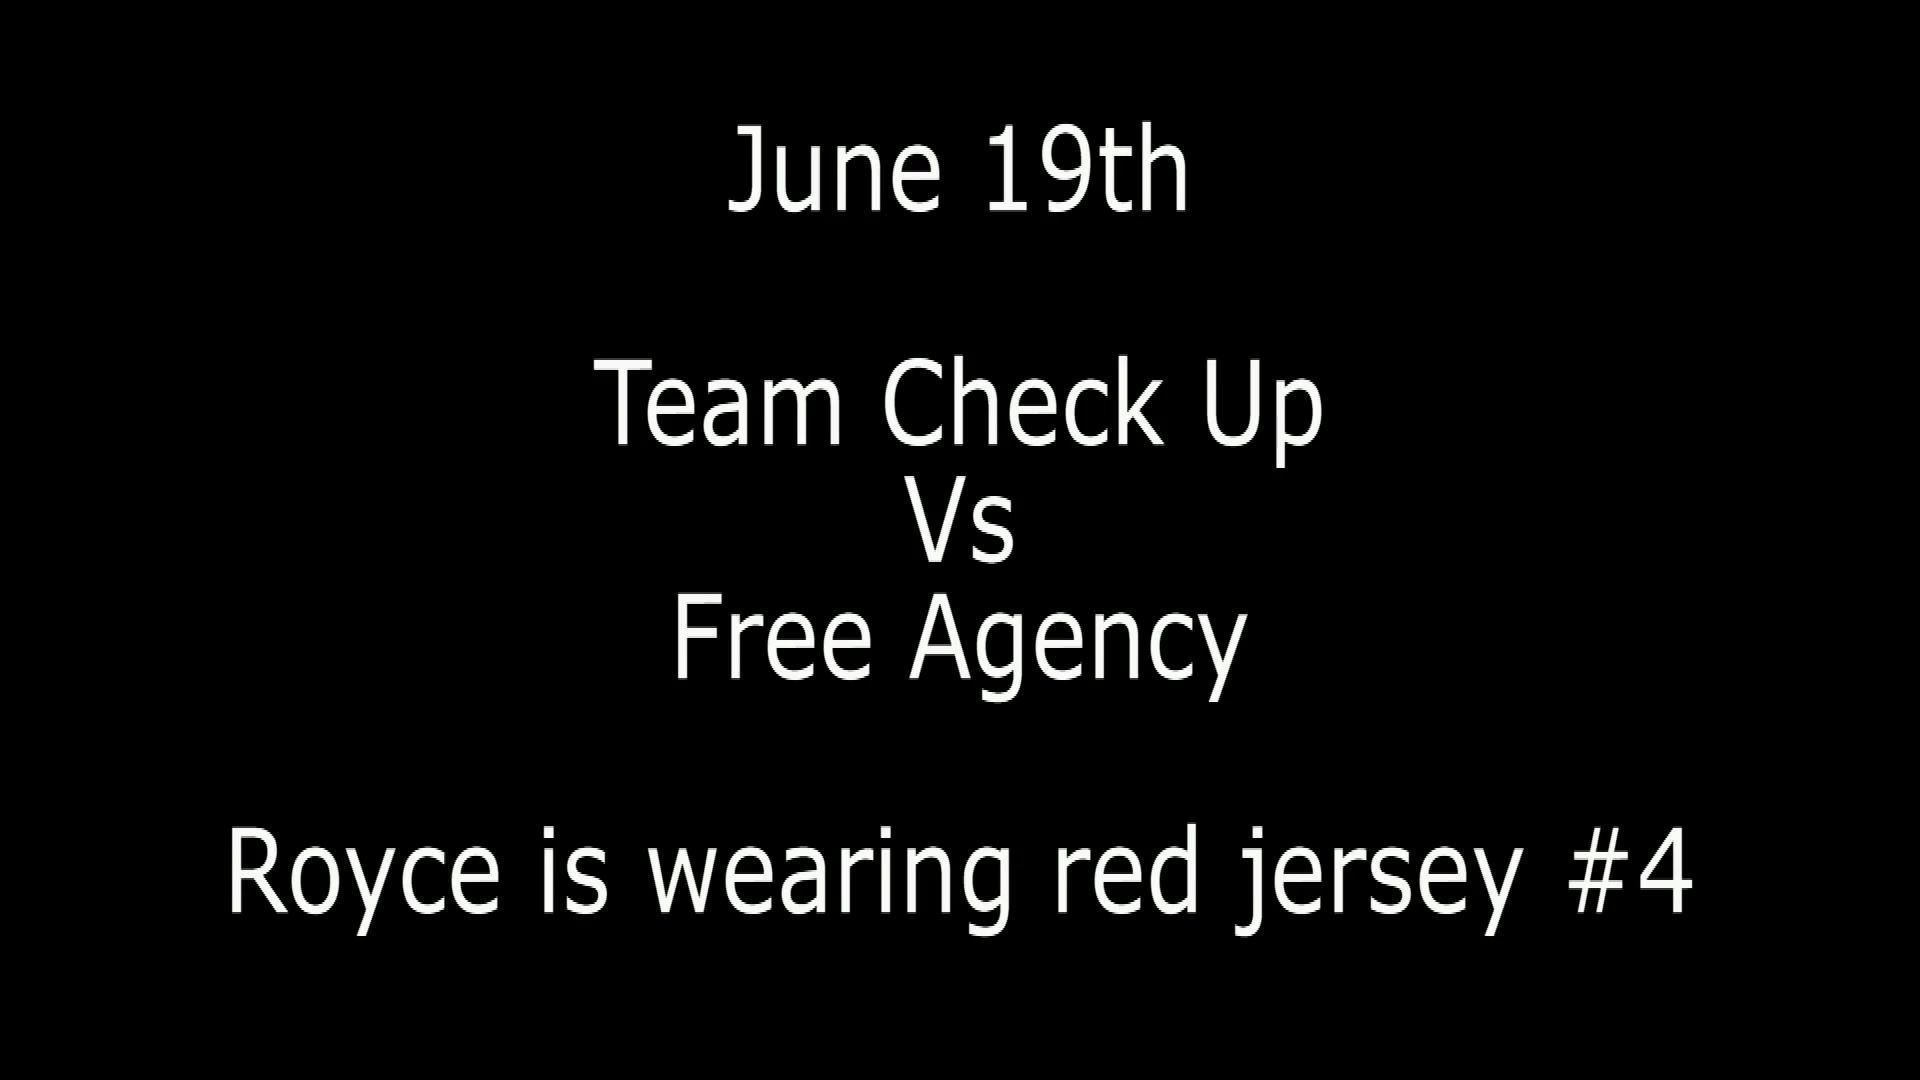 June 19th
Team Check Up
Vs
Free Agency
Royce is wearing red jersey #4